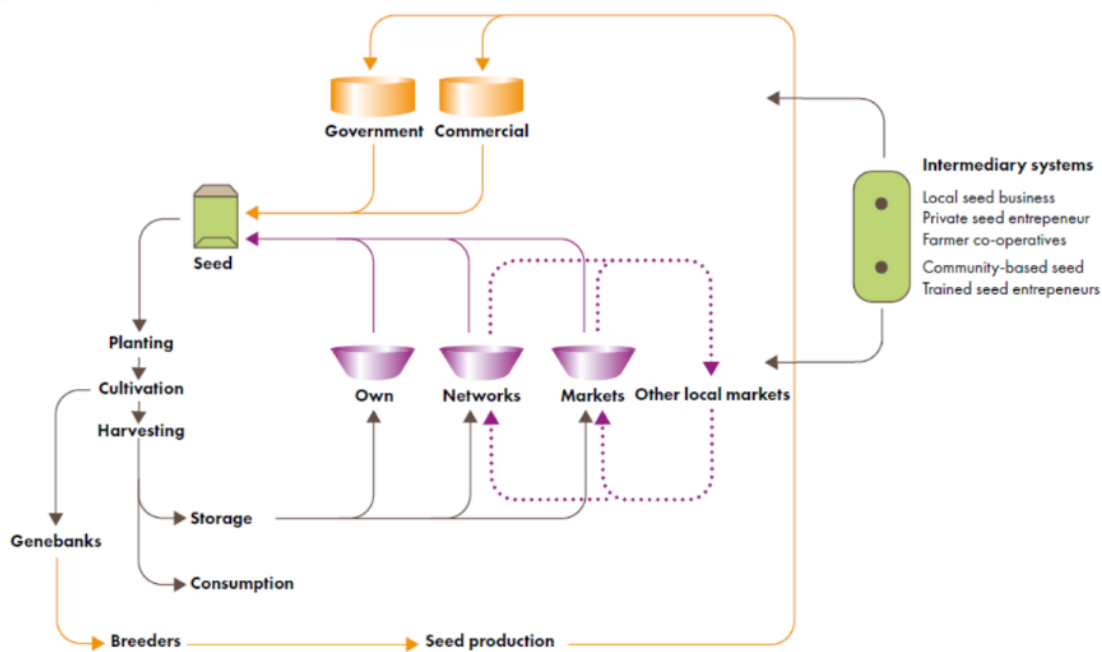 Government
Commercial
Intermediary systems
Local seed business
Private seed entrepeneur
Farmer co-operatives
Community-based seed
Trained seed entrepeneurs
Seed
Planting
Cultivation
Harvesting
Own
Networks
Markets
Other local markets
Storage
Genebanks
Consumption
Breeders
Seed production